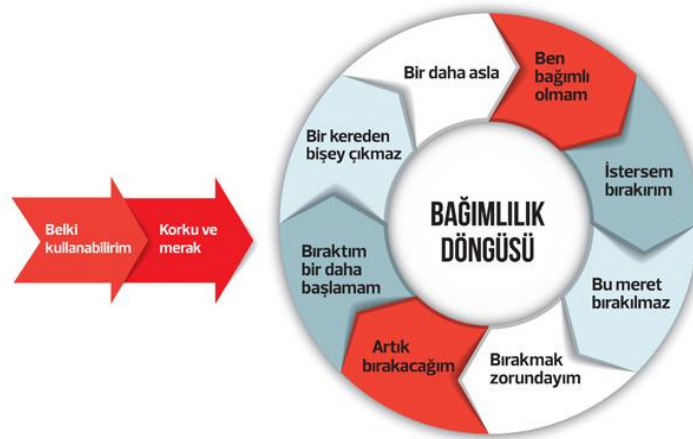 Belki
kullanabilirim
Korku ve
merak
Bir kereden
bişey çıkmaz
Bir daha asla
Ben
bağımlı
olmam
İstersem
bırakırım
Bu meret
bırakılmaz
Bırakmak
zorundayım
Artık
bırakacağım
Bıraktım
bir daha
başlamam
BAĞIMLILIK
DÖNGÜSÜ